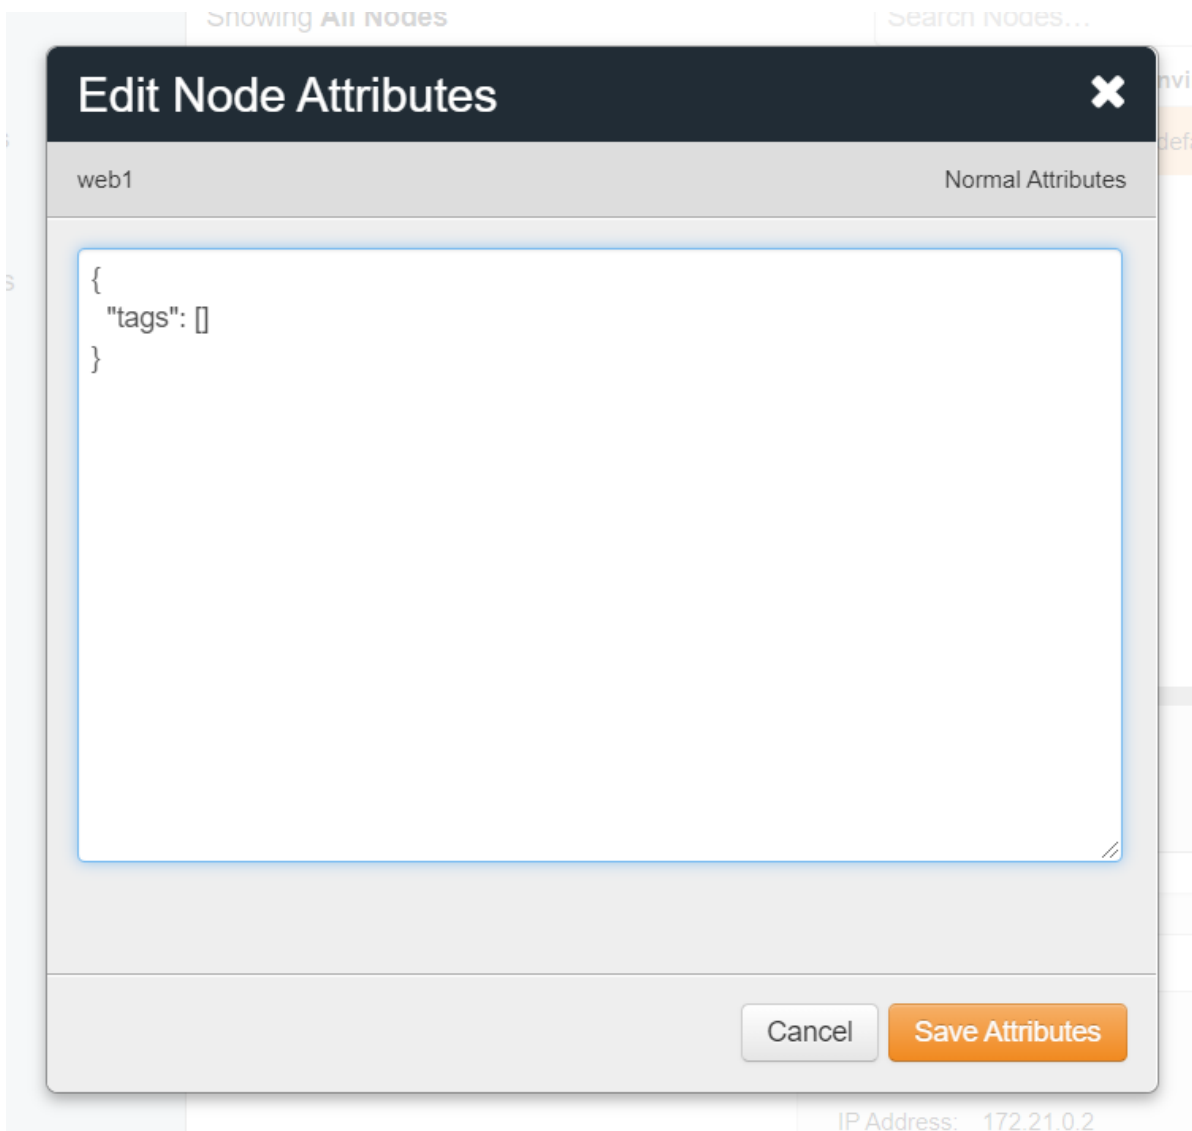 Showing All Nodes
Search Nodes...
Edit Node Attributes
web1
Normal Attributes
{
"tags": []
}
Cancel
Save Attributes
IP Address: 172.21.0.2